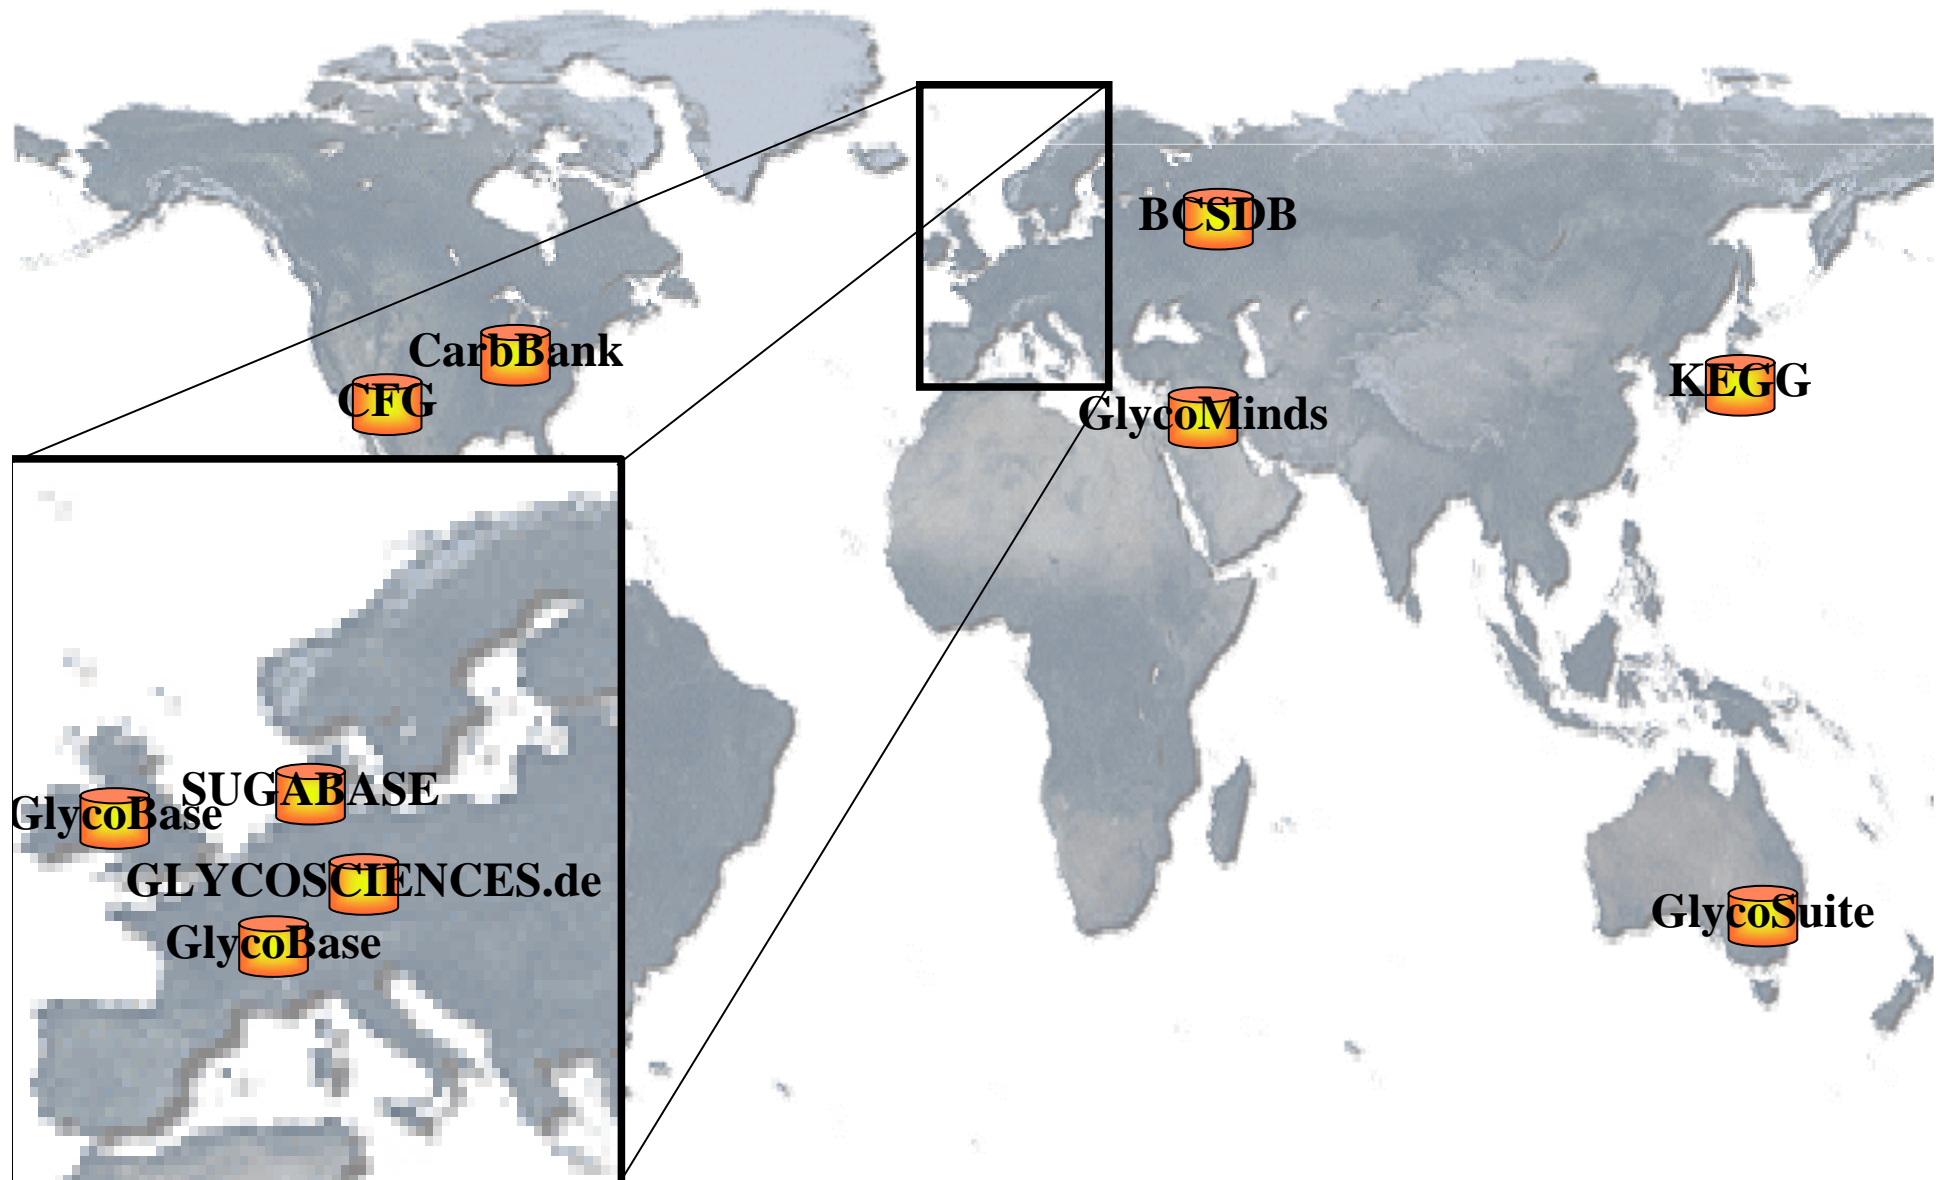 BCSDB
CarbBank
CFG
KEGG
GlycoMinds
SUGABASE
GlycoBase
GLYCOSCIENCES.de
GlycoBase
GlycoSuite